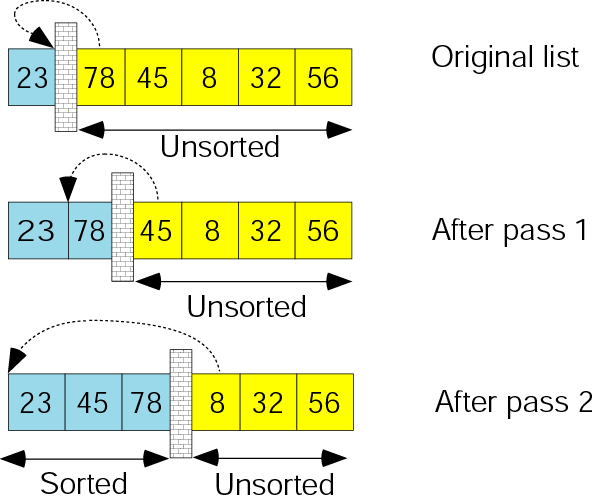 23 78 45 8 32 56 Original list
Unsorted
23 78 45 8 32 56 After pass 1
Unsorted
23 45 78 8 32 56 After pass 2
Sorted Unsorted